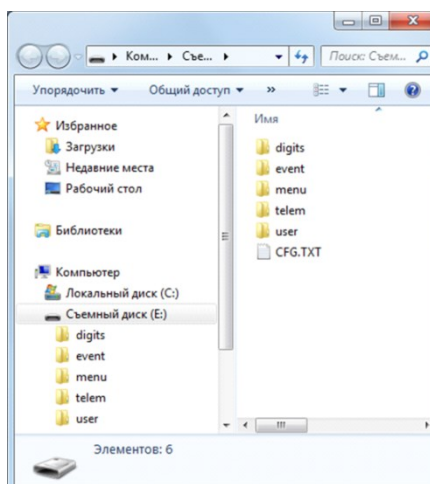 Ком... Съе...
Поиск: Съем...
Упорядочить Общий доступ »
Избранное
Загрузки
Недавние места
Рабочий стол
Библиотеки
Компьютер
Локальный диск (C:)
Съемный диск (E:)
digits
event
menu
telem
user
Имя
digits
event
menu
telem
user
CFG.TXT
Элементов: 6